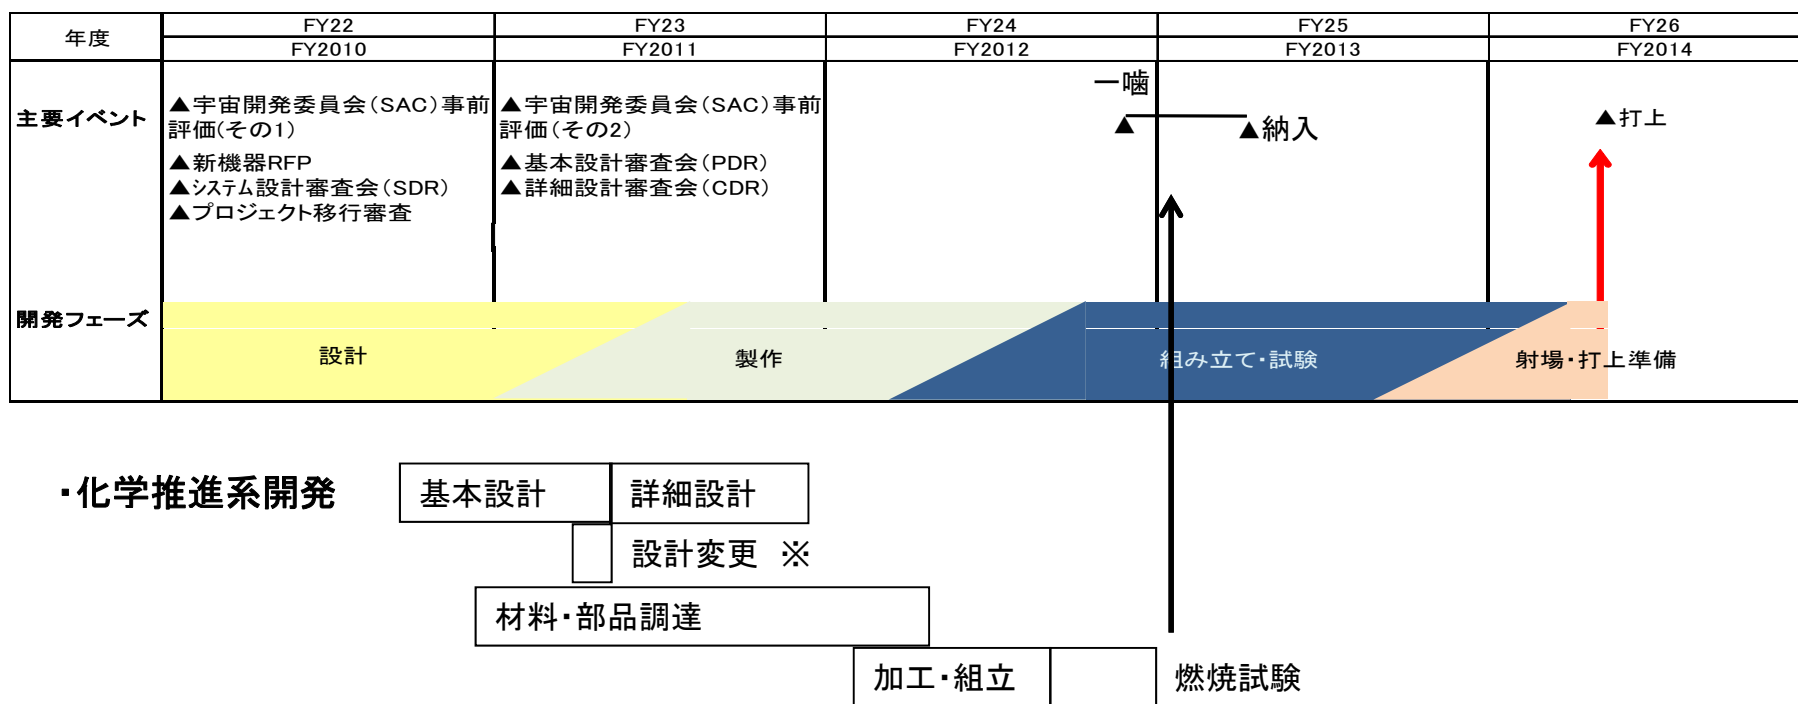 年度
FY22
FY23
FY24
FY25
FY26
FY2010
FY2011
FY2012
FY2013
FY2014
主要イベント
▲宇宙開発委員会(SAC)事前
評価(その1)
▲新機器RFP
▲システム設計審査会(SDR)
▲プロジェクト移行審査
▲宇宙開発委員会(SAC)事前
評価(その2)
▲基本設計審査会(PDR)
▲詳細設計審査会(CDR)
一噛
▲
▲納入
▲打上
開発フェーズ
設計
製作
組み立て・試験
射場・打上準備
・化学推進系開発
基本設計
詳細設計
設計変更 ※
材料・部品調達
加工・組立
燃焼試験